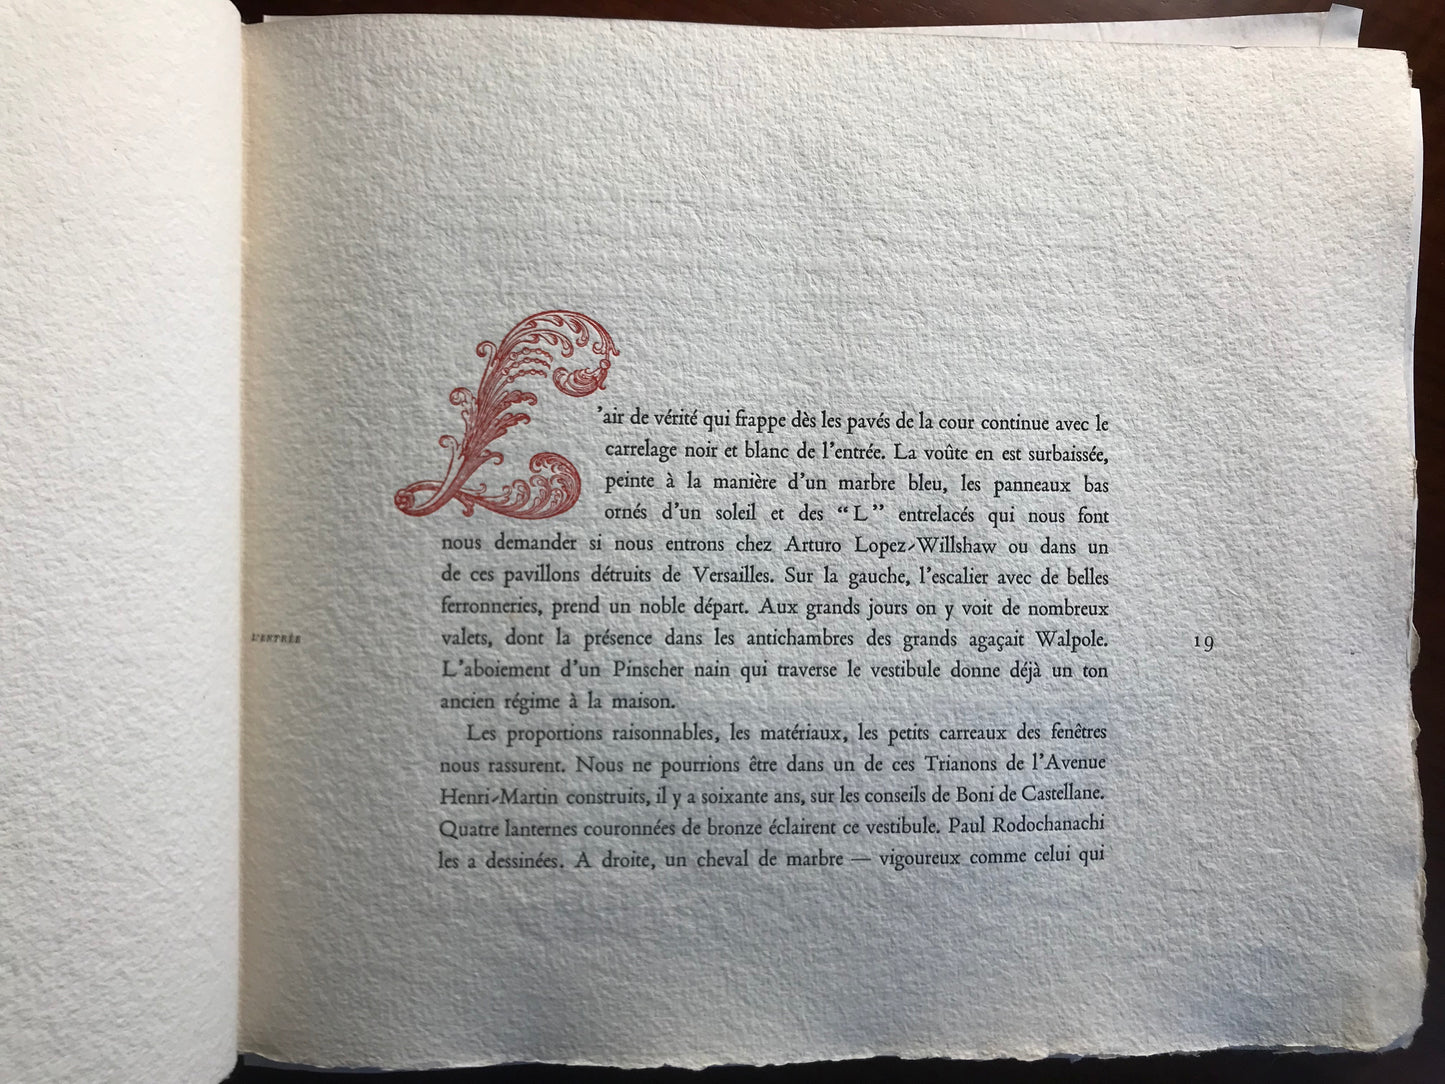 L'air de vérité qui frappe dès les pavés de la cour continue avec le
carrelage noir et blanc de l'entrée. La voûte en est surbaissée,
peinte à la manière d'un marbre bleu, les panneaux bas
ornés d'un soleil et des “L” entrelacés qui nous font
nous demander si nous entrons chez Arturo Lopez-Willshaw ou dans un
de ces pavillons détruits de Versailles. Sur la gauche, l'escalier avec de belles
ferronneries, prend un noble départ. Aux grands jours on y voit de nombreux
valets, dont la présence dans les antichambres des grands agaçait Walpole.
L'aboiement d'un Pinscher nain qui traverse le vestibule donne déjà un ton
ancien régime à la maison.
Les proportions raisonnables, les matériaux, les petits carreaux des fenêtres
nous rassurent. Nous ne pourrions être dans un de ces Trianons de l'Avenue
Henri-Martin construits, il y a soixante ans, sur les conseils de Boni de Castellane.
Quatre lanternes couronnées de bronze éclairent ce vestibule. Paul Rodochanachi
les a dessinées. A droite, un cheval de marbre — vigoureux comme celui qui
L'ENTRÉE
19